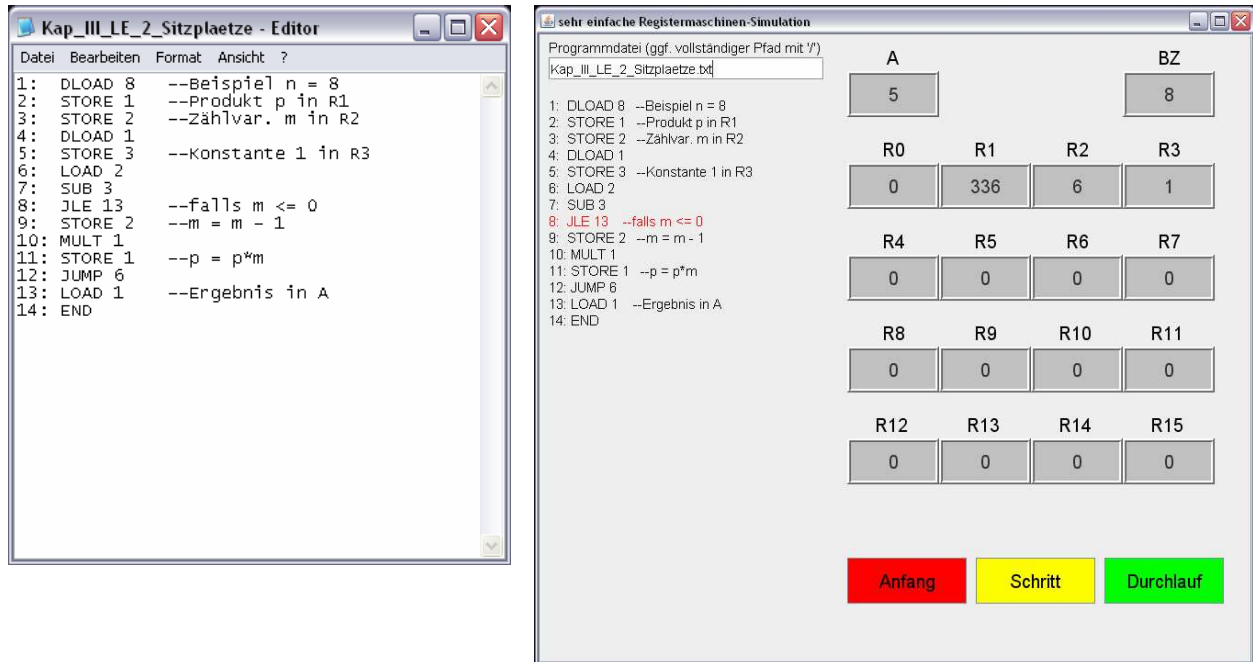 Kap_III_LE_2_Sitzplaetze - Editor
Datei Bearbeiten Format Ansicht ?
1: DLOAD 8 --Beispiel n = 8
2: STORE 1 --Produkt p in R1
3: STORE 2 --Zählvar. m in R2
4: DLOAD 1
5: STORE 3 --Konstante 1 in R3
6: LOAD 2
7: SUB 3
8: JLE 13 --falls m <= 0
9: STORE 2 --m = m - 1
10: MULT 1
11: STORE 1 --p = p*m
12: JUMP 6
13: LOAD 1 --Ergebnis in A
14: END
sehr einfache Registermaschinen-Simulation
Programmdatei (ggf. vollständiger Pfad mit '/')
Kap_III_LE_2_Sitzplaetze.txt
1: DLOAD 8 --Beispiel n = 8
2: STORE 1 --Produkt p in R1
3: STORE 2 --Zählvar. m in R2
4: DLOAD 1
5: STORE 3 --Konstante 1 in R3
6: LOAD 2
7: SUB 3
8: JLE 13 --falls m <= 0
9: STORE 2 --m = m - 1
10: MULT 1
11: STORE 1 --p = p*m
12: JUMP 6
13: LOAD 1 --Ergebnis in A
14: END
A BZ
5 8
R0 R1 R2 R3
0 336 6 1
R4 R5 R6 R7
0 0 0 0
R8 R9 R10 R11
0 0 0 0
R12 R13 R14 R15
0 0 0 0
Anfang Schritt Durchlauf